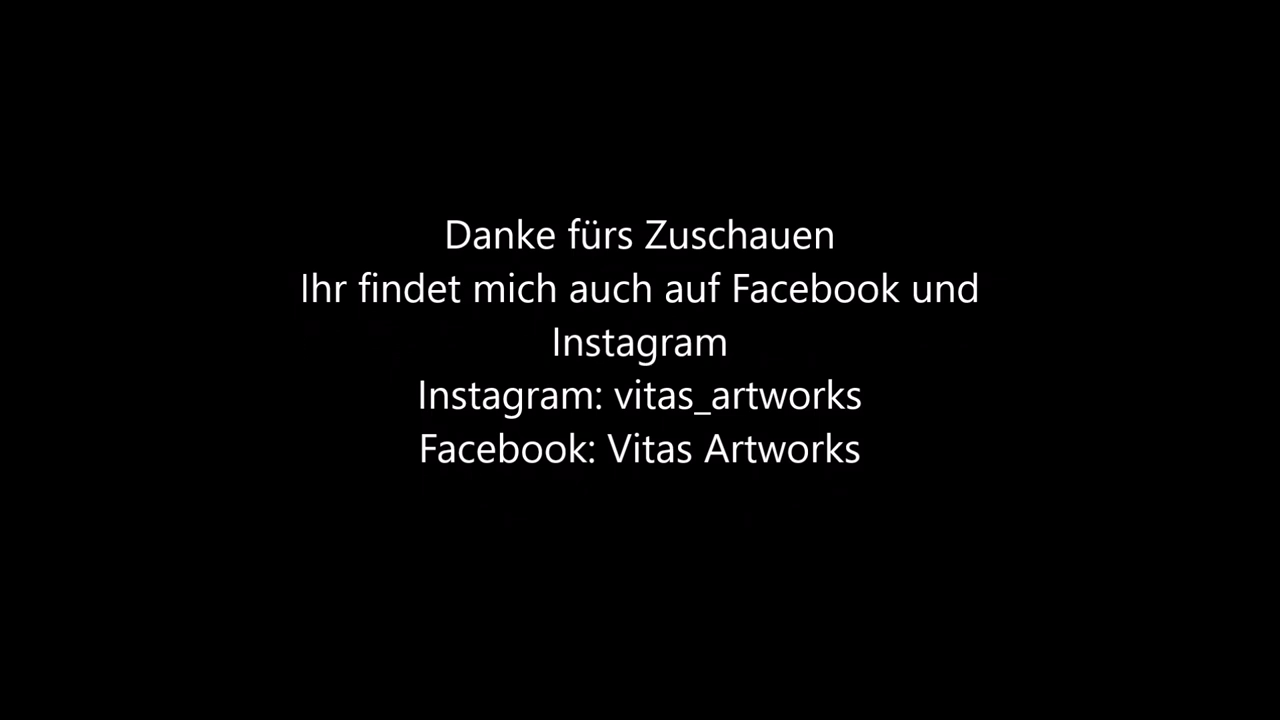 Danke fürs Zuschauen
Ihr findet mich auch auf Facebook und
Instagram
Instagram: vitas_artworks
Facebook: Vitas Artworks